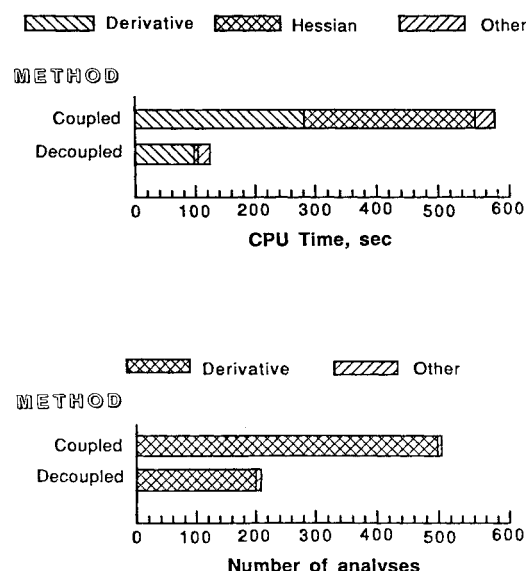 Derivative Hessian Other
METHOD
Coupled
Decoupled
0 100 200 300 400 500 600
CPU Time, sec
Derivative Other
METHOD
Coupled
Decoupled
0 100 200 300 400 500 600
Number of analyses